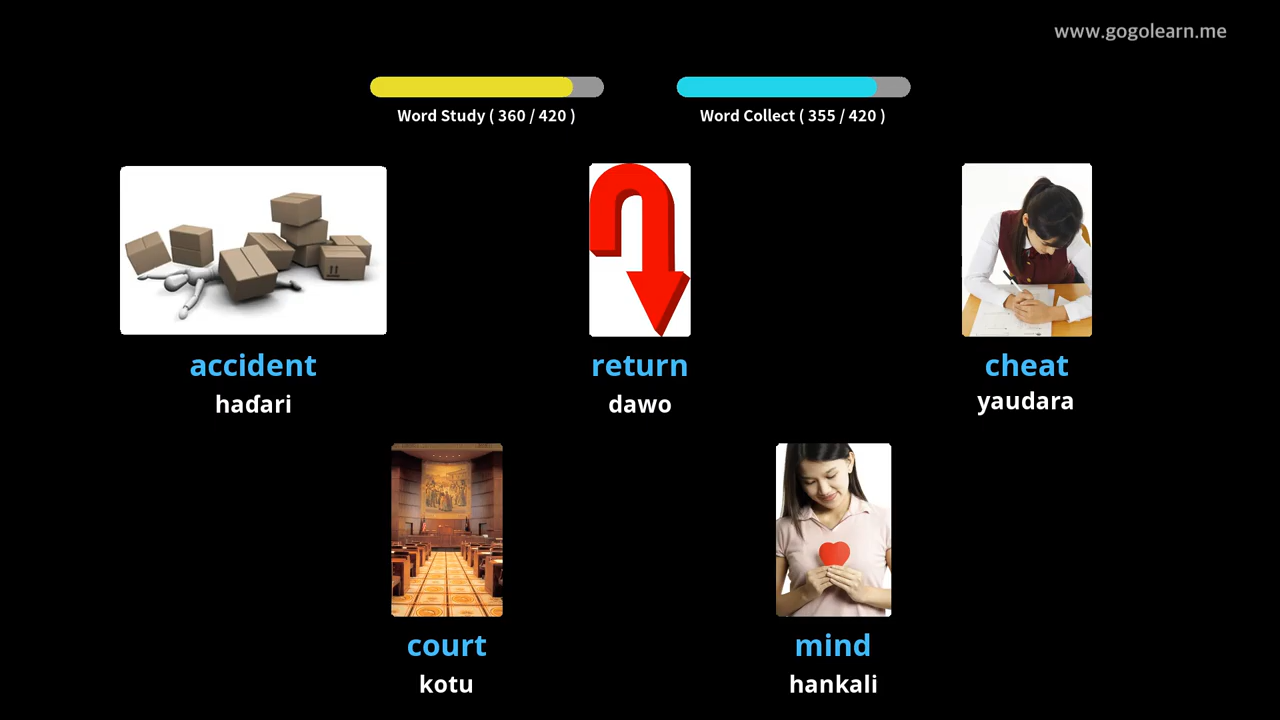 www.gogolearn.me
Word Study ( 360 / 420 )
Word Collect ( 355 / 420 )
accident
haɗari
return
dawo
cheat
yaudara
court
kotu
mind
hankali